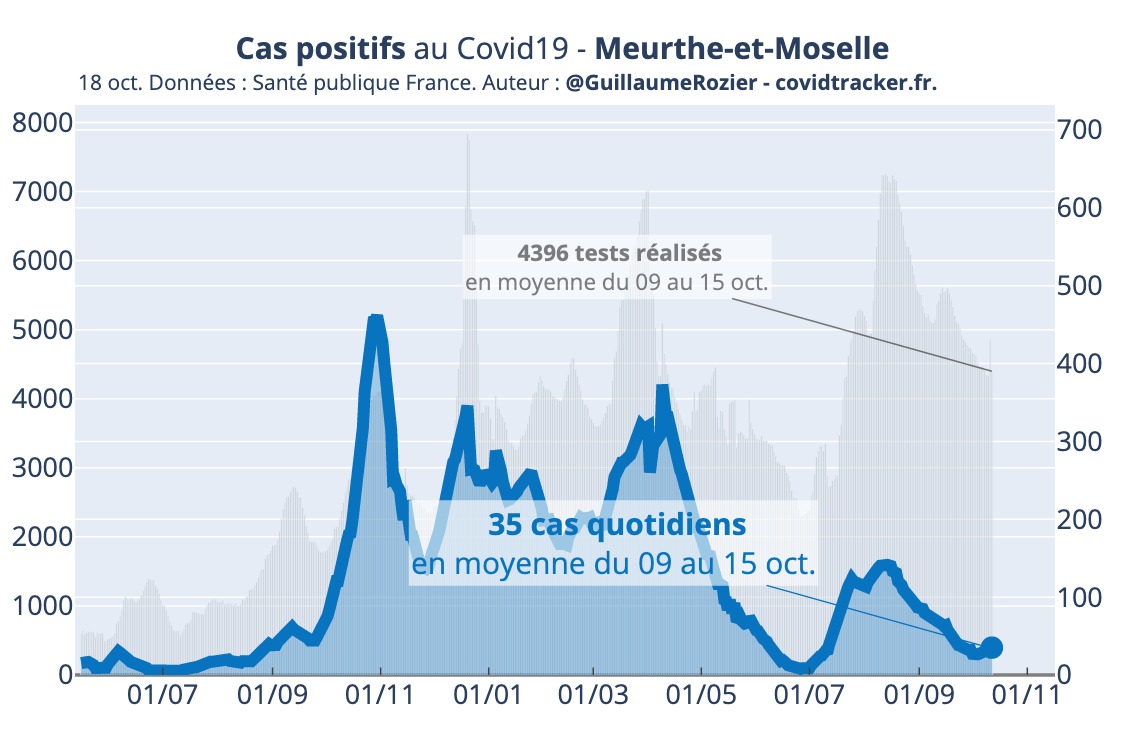 Cas positifs au Covid19 - Meurthe-et-Moselle
18 oct. Données : Santé publique France. Auteur : @GuillaumeRozier - covidtracker.fr.
8000
7000
6000
5000
4000
3000
2000
1000
0
700
600
500
400
300
200
100
0
4396 tests réalisés
en moyenne du 09 au 15 oct.
35 cas quotidiens
en moyenne du 09 au 15 oct.
01/07 01/09 01/11 01/01 01/03 01/05 01/07 01/09 01/11